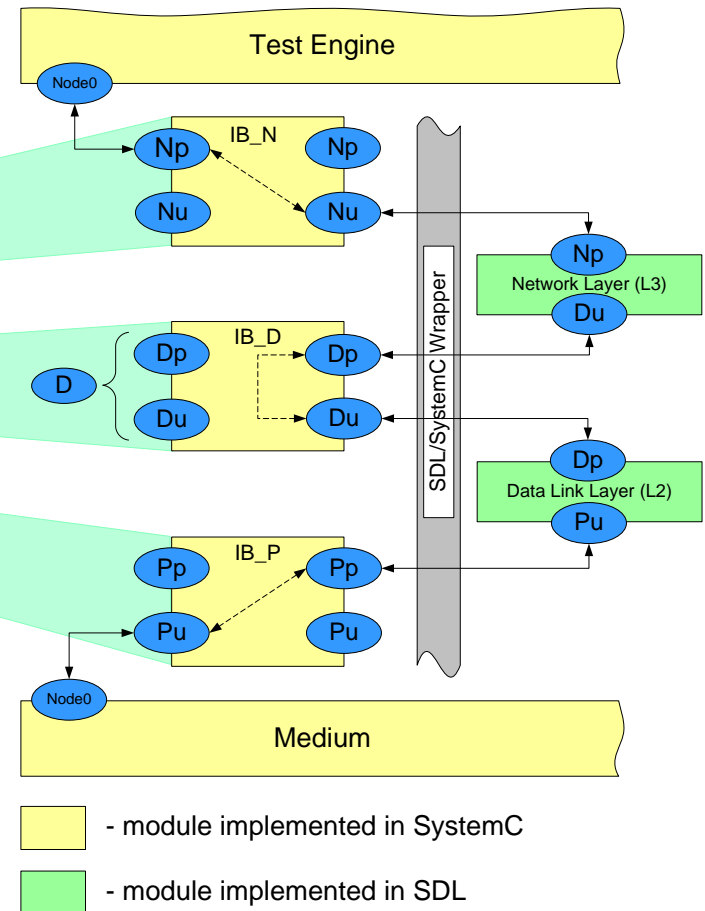 Test Engine
Node0
IB_N
Np
Np
Nu
Nu
Np
Network Layer (L3)
Du
SDL/SystemC Wrapper
IB_D
Dp
Dp
D
Du
Du
Dp
Data Link Layer (L2)
Pu
IB_P
Pp
Pp
Pu
Pu
Node0
Medium
- module implemented in SystemC
- module implemented in SDL